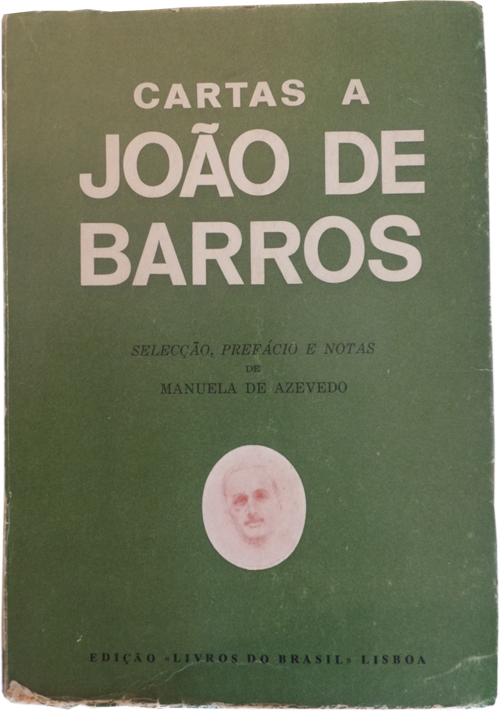 CARTAS A
JOÃO DE
BARROS
SELECÇÃO, PREFÁCIO E NOTAS
DE
MANUELA DE AZEVEDO
EDIÇÃO «LIVROS DO BRASIL» LISBOA